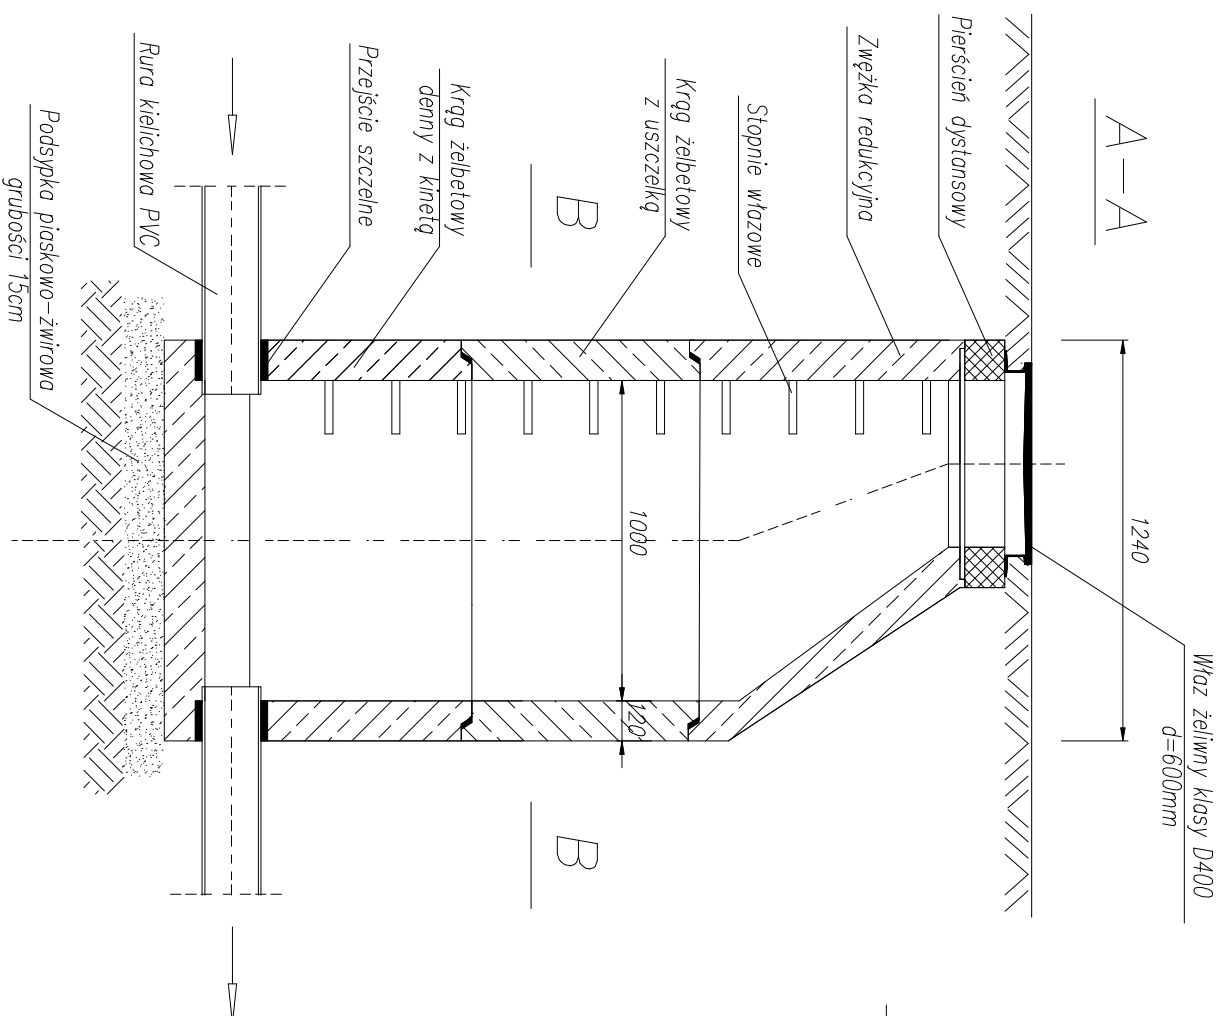 A-A
1240
Właz żeliwny klasy D400
d=600mm
Pierścień dystansowy
Zwężka redukcyjna
Stopnie włazowe
Krąg żelbetowy
z uszczelką
B
B
1000
120
Krąg żelbetowy
denny z kinetą
Przejście szczelne
Rura kielichowa PVC
Podsypka piaskowo-żwirowa
grubości 15cm